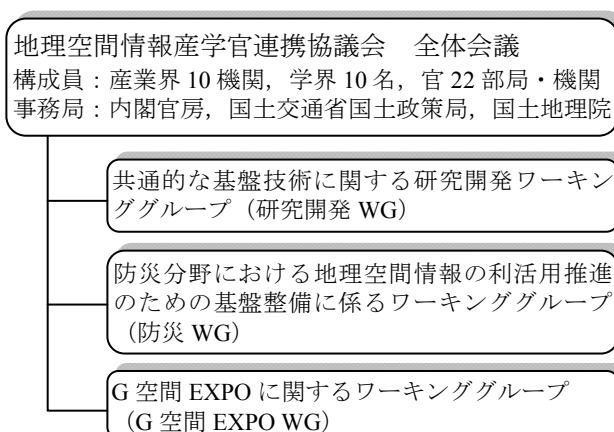 地理空間情報産学官連携協議会　全体会議
構成員：産業界 10 機関，学界 10 名，官 22 部局・機関
事務局：内閣官房，国土交通省国土政策局，国土地理院
共通的な基盤技術に関する研究開発ワーキン
ググループ（研究開発 WG）
防災分野における地理空間情報の利活用推進
のための基盤整備に係るワーキンググループ
（防災 WG）
G 空間 EXPO に関するワーキンググループ
（G 空間 EXPO WG）